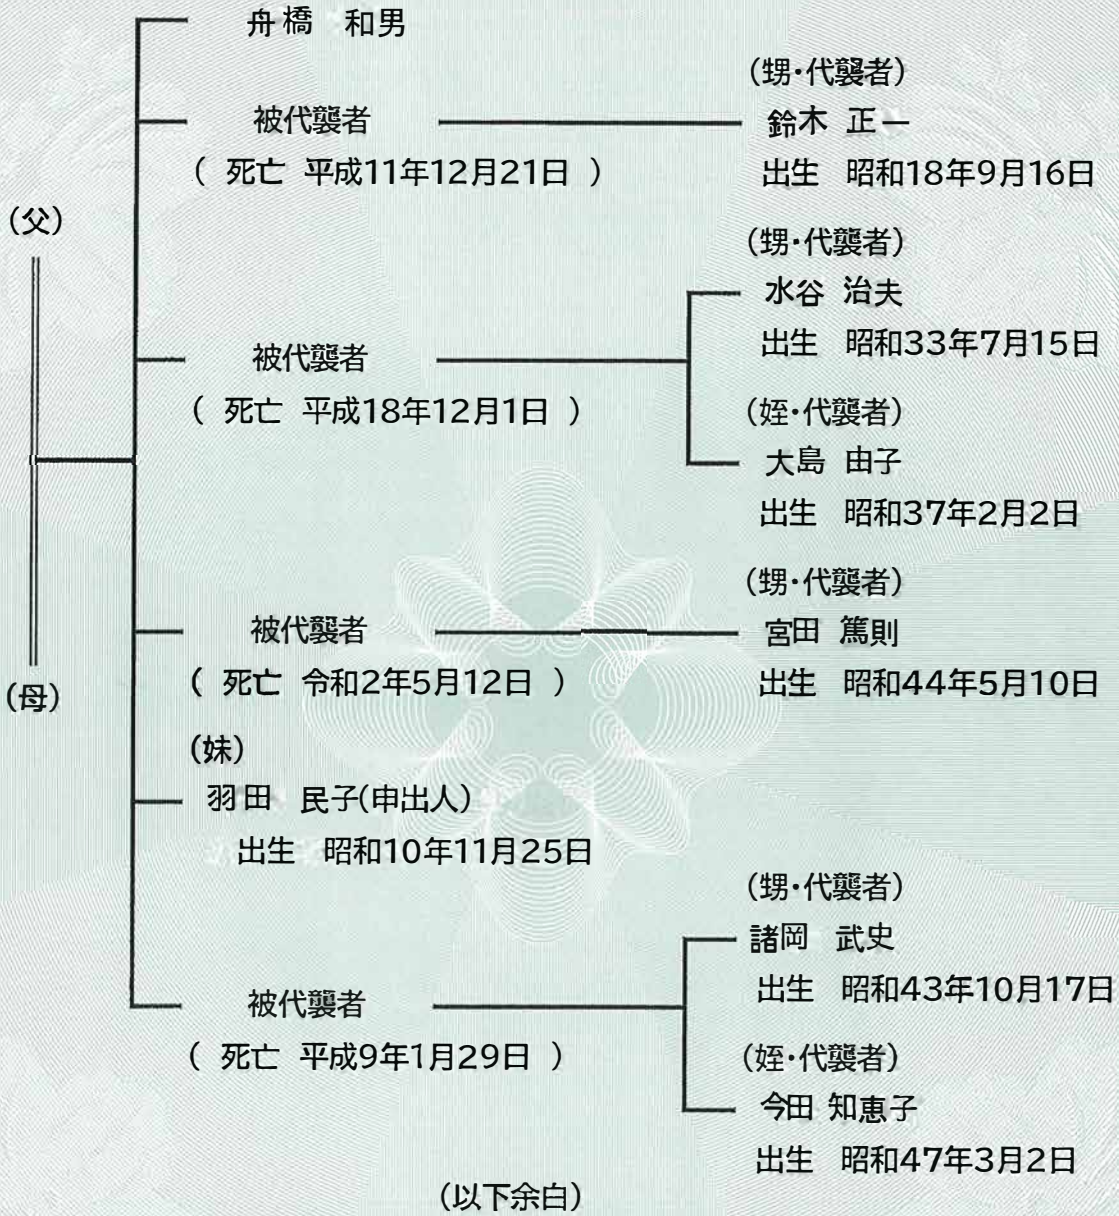 舟橋 和男
(甥・代襲者)
被代襲者 鈴木 正一
( 死亡 平成11年12月21日 ) 出生 昭和18年9月16日
(父)
(甥・代襲者)
水谷 治夫
出生 昭和33年7月15日
被代襲者
( 死亡 平成18年12月1日 ) (姪・代襲者)
大島 由子
出生 昭和37年2月2日
(甥・代襲者)
被代襲者 宮田 篤則
( 死亡 令和2年5月12日 ) 出生 昭和44年5月10日
(母)
(妹)
羽田 民子(申出人)
出生 昭和10年11月25日
(甥・代襲者)
諸岡 武史
出生 昭和43年10月17日
被代襲者
( 死亡 平成9年1月29日 ) (姪・代襲者)
今田 知恵子
出生 昭和47年3月2日
(以下余白)